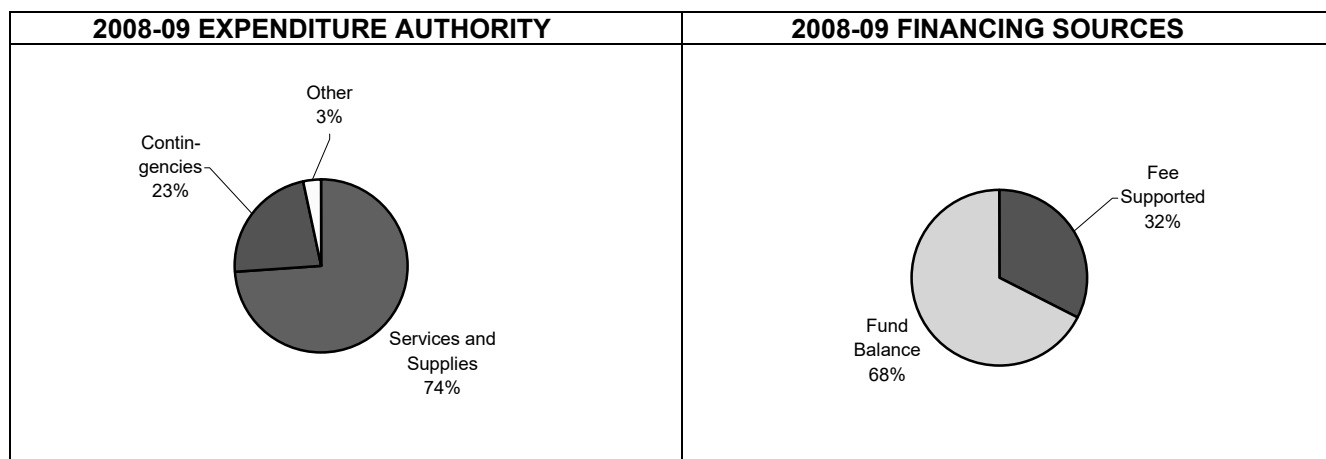 2008-09 EXPENDITURE AUTHORITY
Other
3%
Contin-
gencies
23%
Services and
Supplies
74%
2008-09 FINANCING SOURCES
Fee
Supported
32%
Fund
Balance
68%